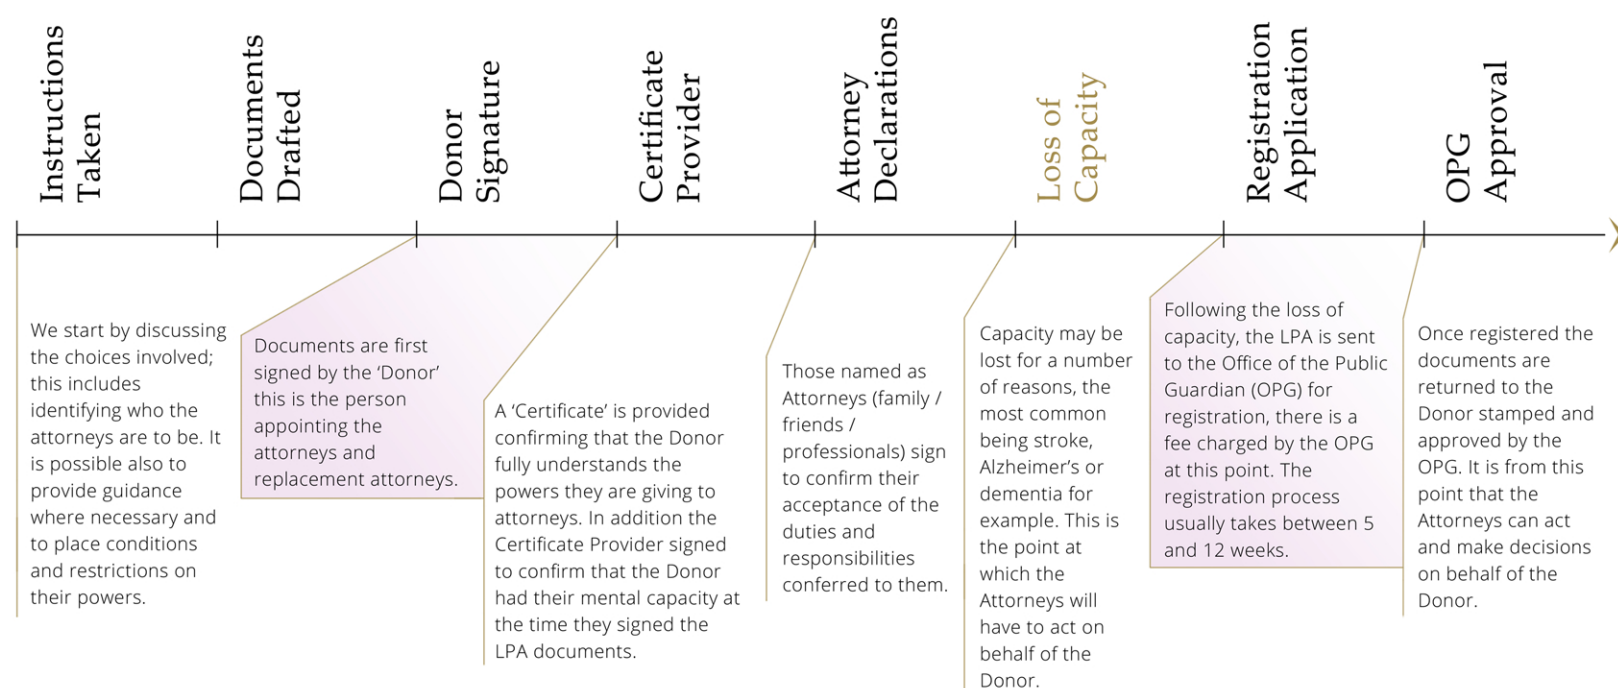 Instructions
Taken
Documents
Drafted
Donor
Signature
Certificate
Provider
Attorney
Declarations
Loss of
Capacity
Registration
Application
OPG
Approval
We start by discussing
the choices involved;
this includes
identifying who the
attorneys are to be. It
is possible also to
provide guidance
where necessary and
to place conditions
and restrictions on
their powers.
Documents are first
signed by the ‘Donor’
this is the person
appointing the
attorneys and
replacement attorneys.
A ‘Certificate’ is provided
confirming that the Donor
fully understands the
powers they are giving to
attorneys. In addition the
Certificate Provider signed
to confirm that the Donor
had their mental capacity at
the time they signed the
LPA documents.
Those named as
Attorneys (family /
friends /
professionals) sign
to confirm their
acceptance of the
duties and
responsibilities
conferred to them.
Capacity may be
lost for a number
of reasons, the
most common
being stroke,
Alzheimer’s or
dementia for
example. This is
the point at
which the
Attorneys will
have to act on
behalf of the
Donor.
Following the loss of
capacity, the LPA is sent
to the Office of the Public
Guardian (OPG) for
registration, there is a
fee charged by the OPG
at this point. The
registration process
usually takes between 5
and 12 weeks.
Once registered the
documents are
returned to the
Donor stamped and
approved by the
OPG. It is from this
point that the
Attorneys can act
and make decisions
on behalf of the
Donor.